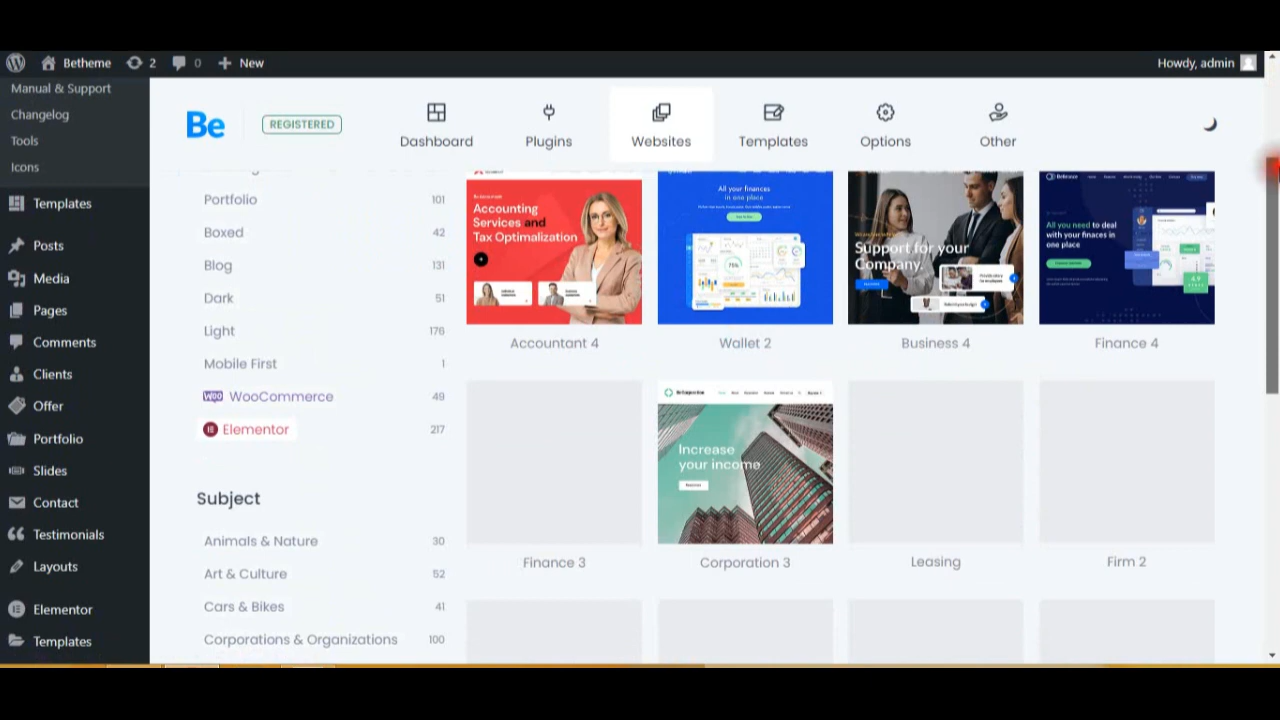 Betheme 2 0 New Howdy, admin
Manual & Support
Changelog
Tools
Icons
Templates
Posts
Media
Pages
Comments
Clients
Offer
Portfolio
Slides
Contact
Testimonials
Layouts
Elementor
Templates
Be REGISTERED Dashboard Plugins Websites Templates Options Other
Portfolio 101
Boxed 42
Blog 131
Dark 51
Light 176
Mobile First 1
WOO WooCommerce 49
Elementor 217
Subject
Animals & Nature 30
Art & Culture 52
Cars & Bikes 41
Corporations & Organizations 100
Accounting
Services and
Tax Optimalization
Accountant 4
All your finances
in one place
75%
Wallet 2
Support for your
Company.
Business 4
All you need to deal
with your finaces in
one place
4.9
Finance 4
Finance 3
Increase
your income
Corporation 3
Leasing
Firm 2